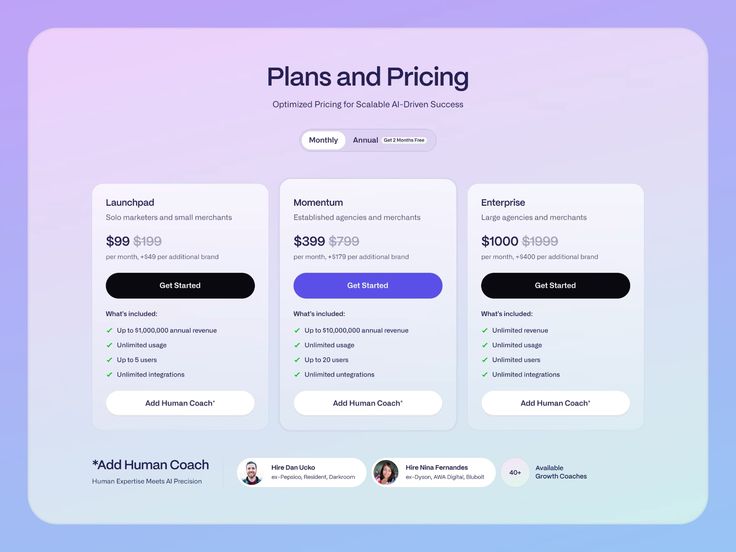 Plans and Pricing
Optimized Pricing for Scalable AI-Driven Success
Monthly Annual Get 2 Months Free
Launchpad
Solo marketers and small merchants
$99 $199
per month, +$49 per additional brand
Get Started
What's included:
Up to $1,000,000 annual revenue
Unlimited usage
Up to 5 users
Unlimited integrations
Add Human Coach*
Momentum
Established agencies and merchants
$399 $799
per month, +$179 per additional brand
Get Started
What's included:
Up to $10,000,000 annual revenue
Unlimited usage
Up to 20 users
Unlimited untegrations
Add Human Coach*
Enterprise
Large agencies and merchants
$1000 $1999
per month, +$400 per additional brand
Get Started
What's included:
Unlimited revenue
Unlimited usage
Unlimited users
Unlimited integrations
Add Human Coach*
*Add Human Coach
Human Expertise Meets AI Precision
Hire Dan Ucko
ex-Pepsico, Resident, Darkroom
Hire Nina Fernandes
ex-Dyson, AWA Digital, Blubolt
40+
Available
Growth Coaches